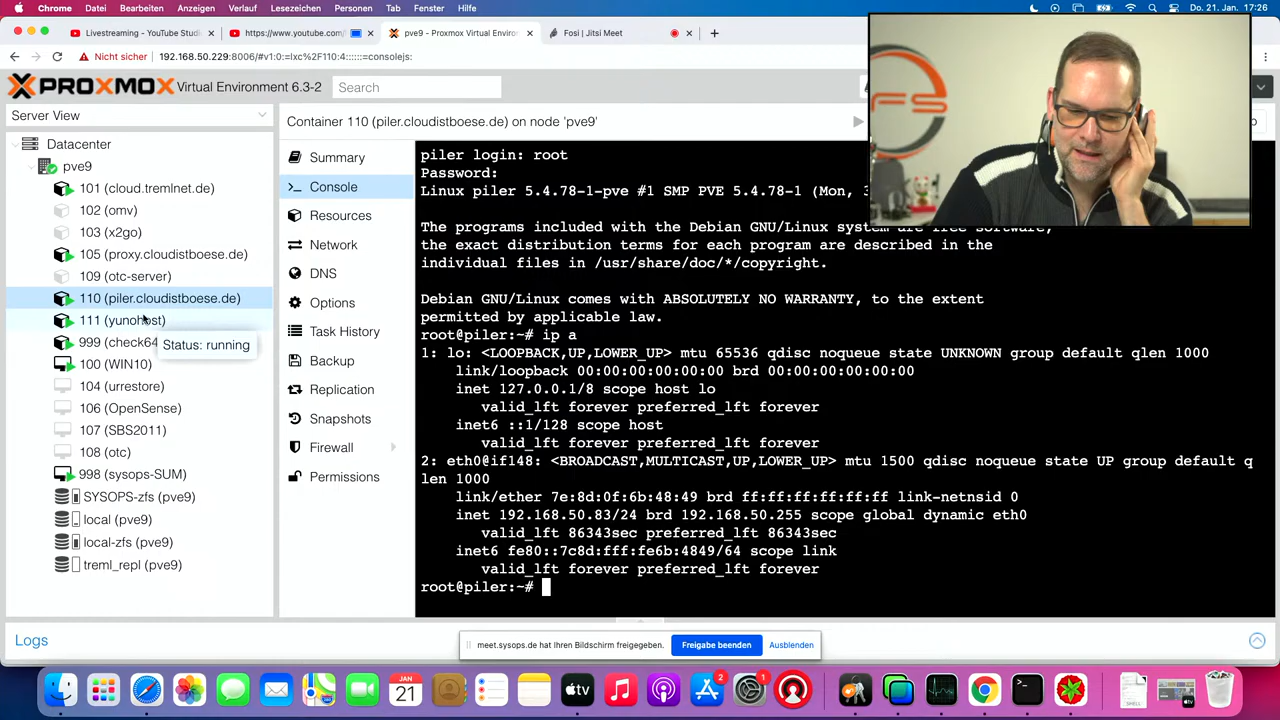 Chrome Datei Bearbeiten Anzeigen Verlauf Lesezeichen Personen Tab Fenster Hilfe
Do. 21. Jan. 17:26
Livestreaming - YouTube Studi
https://www.youtube.com/
pve9 - Proxmox Virtual Enviro
Fosi | Jitsi Meet
Nicht sicher 192.168.50.229:8006/#v1:0:=lxc%2F110:4::::::=consolejs:
PROXMOX Virtual Environment 6.3-2
Search
FS
Server View
Container 110 (piler.cloudistboese.de) on node 'pve9'
Datacenter
pve9
101 (cloud.tremlnet.de)
102 (omv)
103 (x2go)
105 (proxy.cloudistboese.de)
109 (otc-server)
110 (piler.cloudistboese.de)
111 (yunohost)
999 (check64
Status: running
100 (WIN10)
104 (urrestore)
106 (OpenSense)
107 (SBS2011)
108 (otc)
998 (sysops-SUM)
SYSOPS-zfs (pve9)
local (pve9)
local-zfs (pve9)
treml_repl (pve9)
Summary
Console
Resources
Network
DNS
Options
Task History
Backup
Replication
Snapshots
Firewall
Permissions
piler login: root
Password:
Linux piler 5.4.78-1-pve #1 SMP PVE 5.4.78-1 (Mon, 3
The programs included with the Debian GNU/Linux system are free software;
the exact distribution terms for each program are described in the
individual files in /usr/share/doc/*/copyright.
Debian GNU/Linux comes with ABSOLUTELY NO WARRANTY, to the extent
permitted by applicable law.
root@piler:~# ip a
1: lo: <LOOPBACK,UP,LOWER_UP> mtu 65536 qdisc noqueue state UNKNOWN group default qlen 1000
link/loopback 00:00:00:00:00:00 brd 00:00:00:00:00:00
inet 127.0.0.1/8 scope host lo
valid_lft forever preferred_lft forever
inet6 ::1/128 scope host
valid_lft forever preferred_lft forever
2: eth0@if148: <BROADCAST,MULTICAST,UP,LOWER_UP> mtu 1500 qdisc noqueue state UP group default q
len 1000
link/ether 7e:8d:0f:6b:48:49 brd ff:ff:ff:ff:ff:ff link-netnsid 0
inet 192.168.50.83/24 brd 192.168.50.255 scope global dynamic eth0
valid_lft 86343sec preferred_lft 86343sec
inet6 fe80::7c8d:fff:fe6b:4849/64 scope link
valid_lft forever preferred_lft forever
root@piler:~#
Logs
meet.sysops.de hat Ihren Bildschirm freigegeben.
Freigabe beenden
Ausblenden
JAN
21
tv
2
1
SHELL